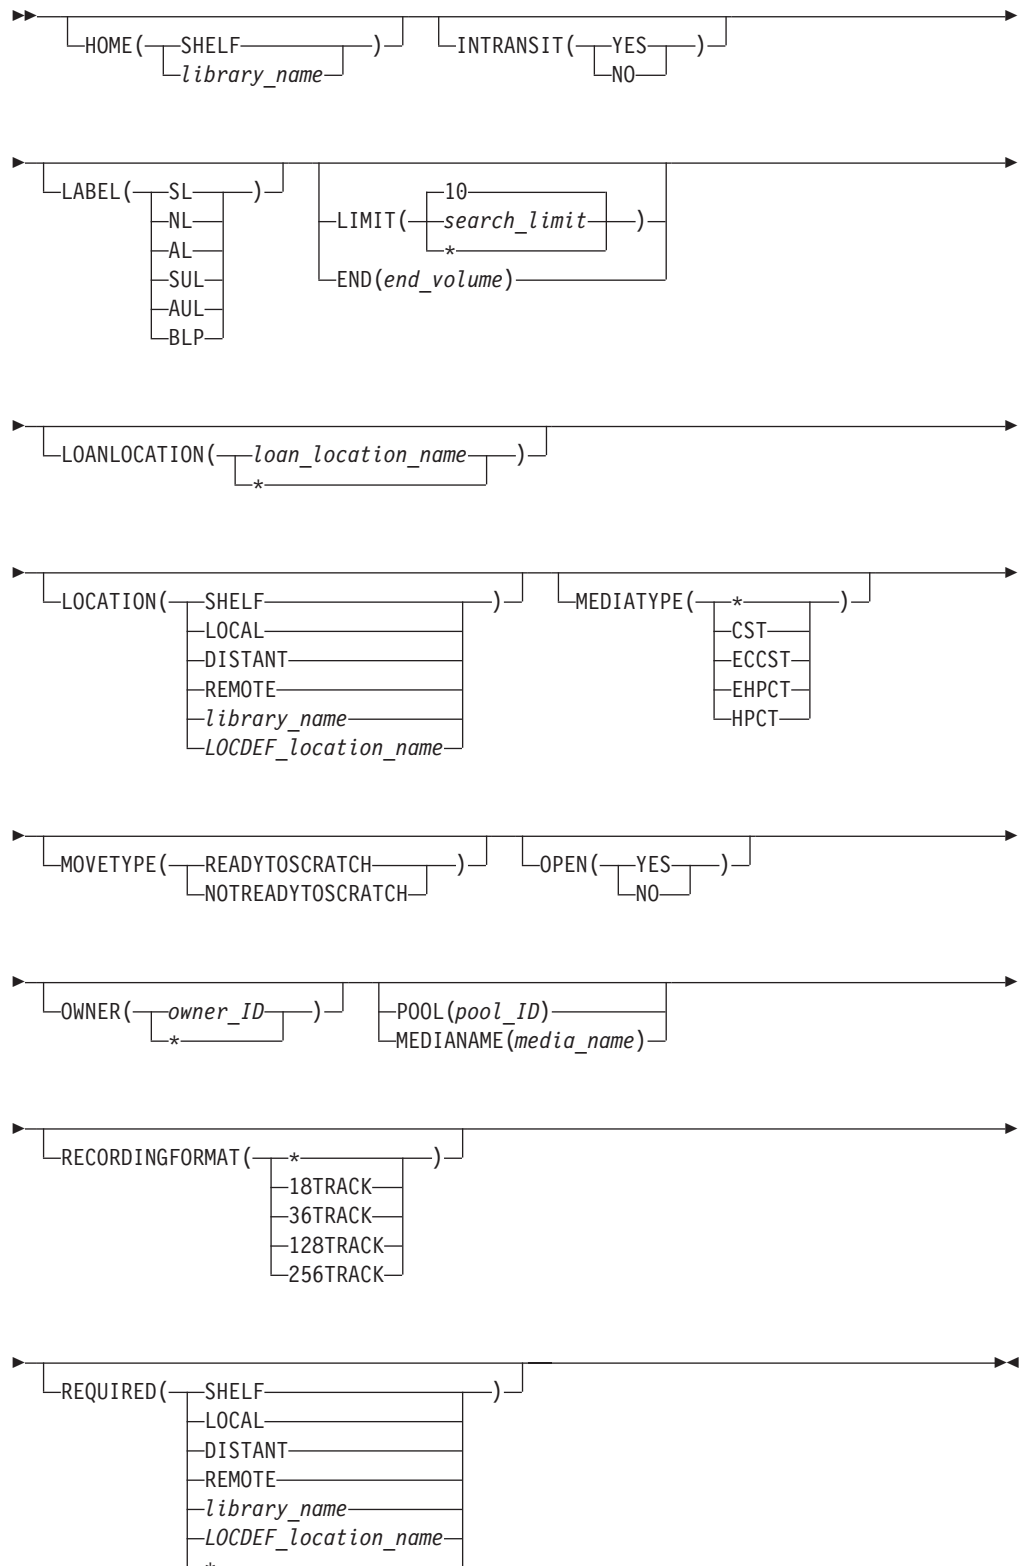 HOME( SHELF ) INTRANSIT( YES )
library_name NO
LABEL( SL ) 10
NL LIMIT( search_limit )
AL *
SUL END(end_volume)
AUL
BLP
LOANLOCATION( loan_location_name )
*
LOCATION( SHELF ) MEDIATYPE( * )
LOCAL CST
DISTANT ECCST
REMOTE EHPCT
library_name HPCT
LOCDEF_location_name
MOVETYPE( READYTOSCRATCH ) OPEN( YES )
NOTREADYTOSCRATCH NO
OWNER( owner_ID ) POOL(pool_ID)
* MEDIANAME(media_name)
RECORDINGFORMAT( * )
18TRACK
36TRACK
128TRACK
256TRACK
REQUIRED( SHELF )
LOCAL
DISTANT
REMOTE
library_name
LOCDEF_location_name
*